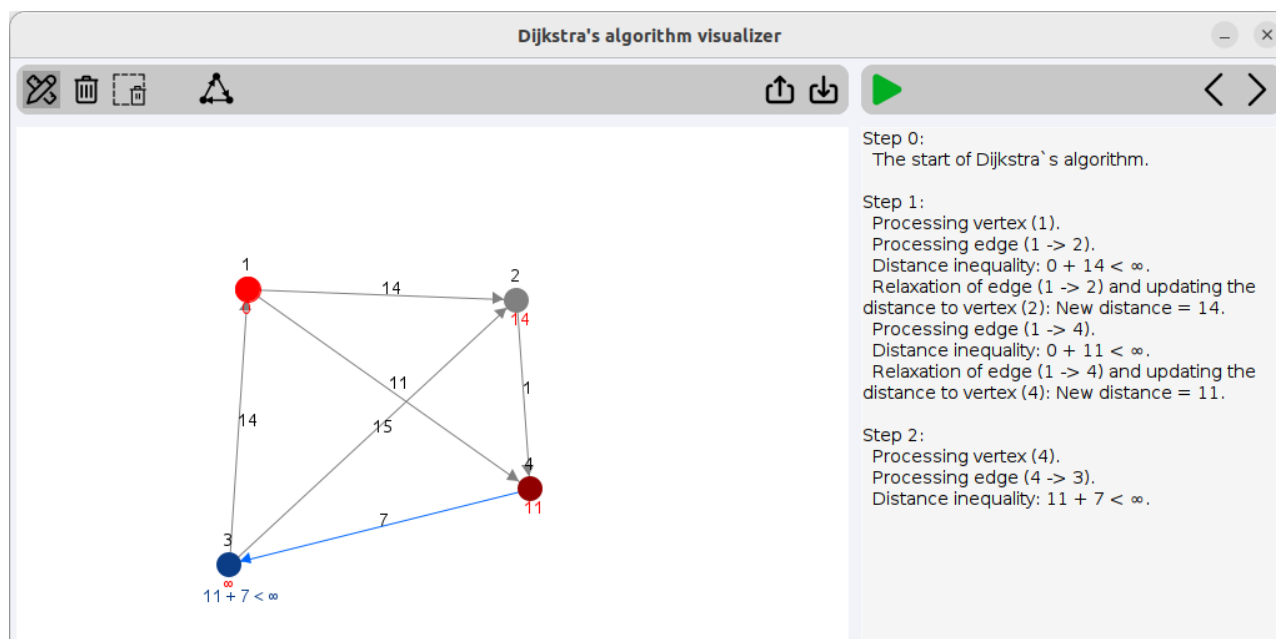 Dijkstra's algorithm visualizer
Step 0:
The start of Dijkstra`s algorithm.
Step 1:
Processing vertex (1).
Processing edge (1 -> 2).
Distance inequality: 0 + 14 < ∞.
Relaxation of edge (1 -> 2) and updating the
distance to vertex (2): New distance = 14.
Processing edge (1 -> 4).
Distance inequality: 0 + 11 < ∞.
Relaxation of edge (1 -> 4) and updating the
distance to vertex (4): New distance = 11.
Step 2:
Processing vertex (4).
Processing edge (4 -> 3).
Distance inequality: 11 + 7 < ∞.
1
2
14
14
11
1
14
15
4
11
7
3
∞
11 + 7 < ∞